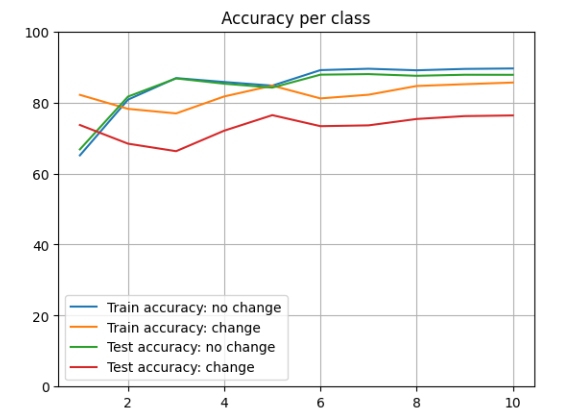 Accuracy per class
100
80
60
40
20
0
Train accuracy: no change
Train accuracy: change
Test accuracy: no change
Test accuracy: change
2 4 6 8 10